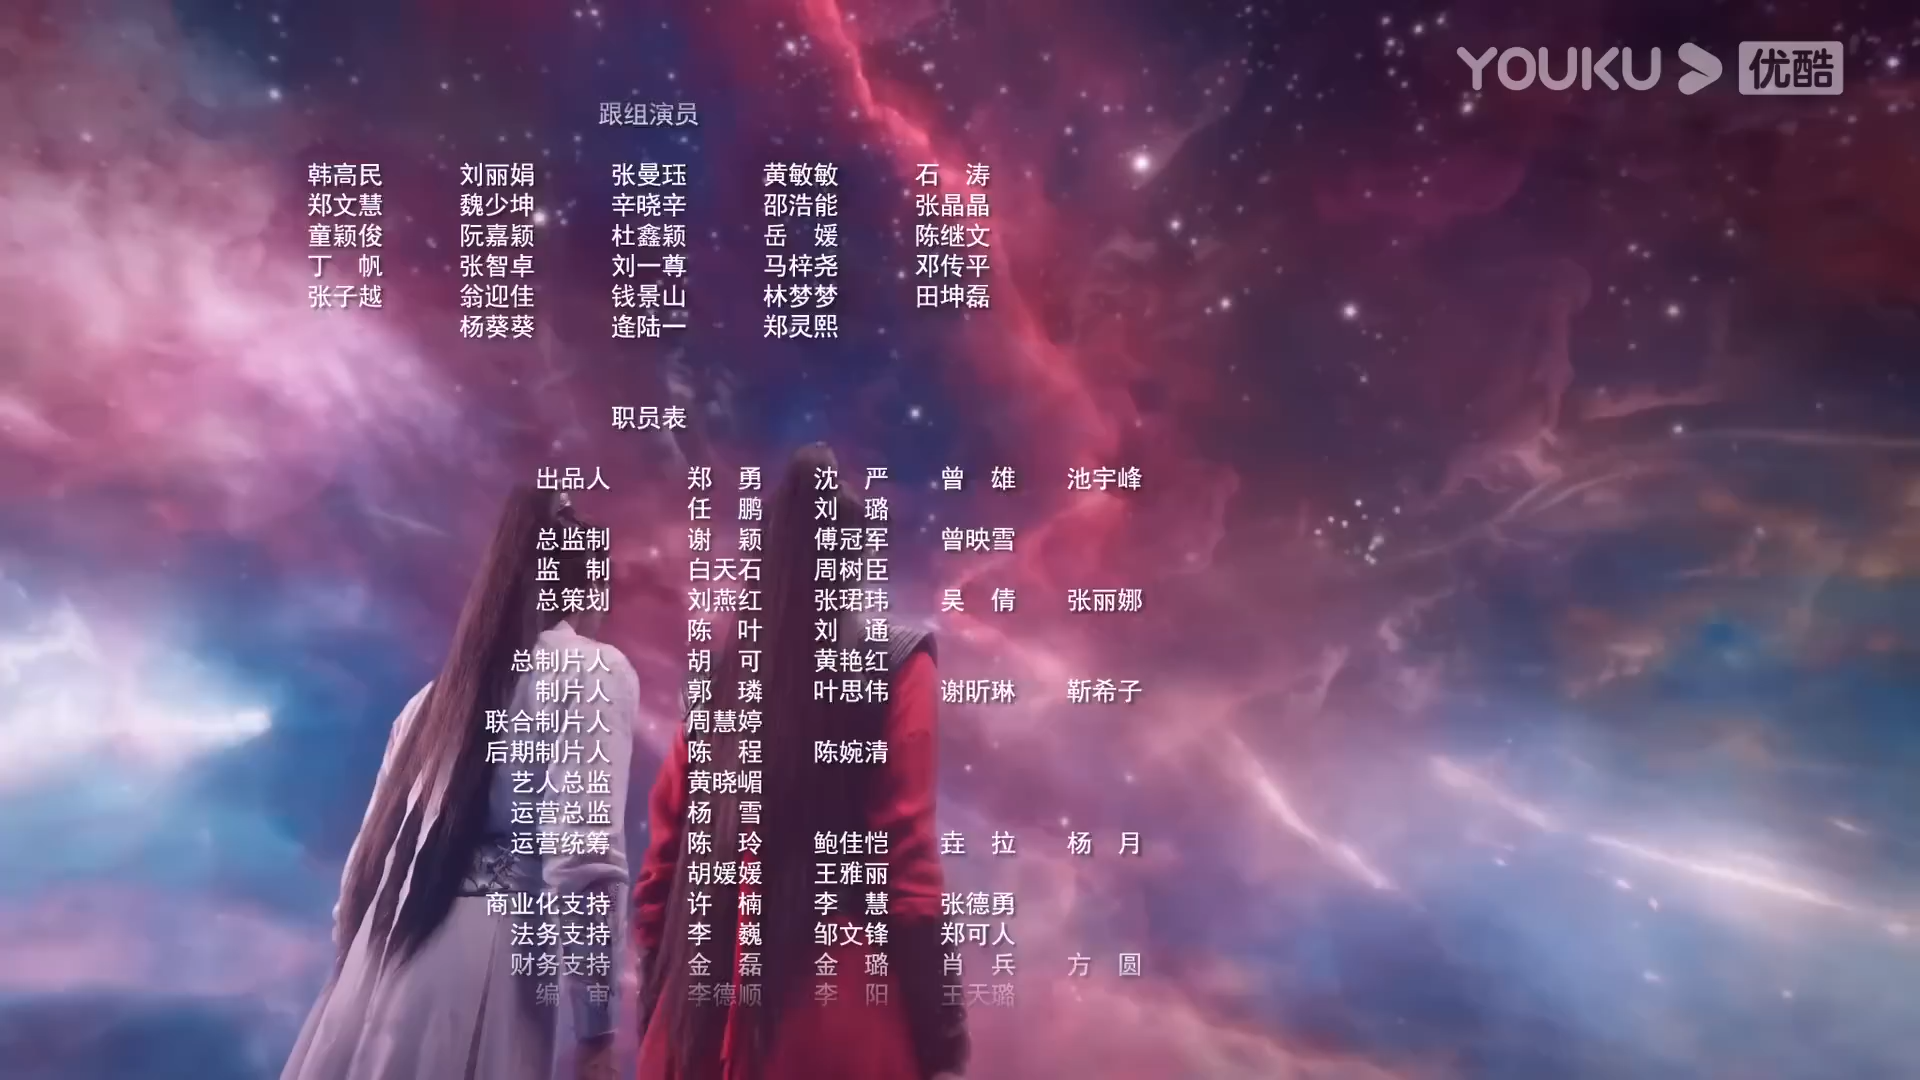 YOUKU 优酷
跟组演员
韩高民 刘丽娟 张曼珏 黄敏敏 石 涛
郑文慧 魏少坤 辛晓辛 邵浩能 张晶晶
童颖俊 阮嘉颖 杜鑫颖 岳 媛 陈继文
丁 帆 张智卓 刘一尊 马梓尧 邓传平
张子越 翁迎佳 钱景山 林梦梦 田坤磊
杨葵葵 逄陆一 郑灵熙
职员表
出品人 郑 勇 沈 严 曾 雄 池宇峰
任 鹏 刘 璐
总监制 谢 颖 傅冠军 曾映雪
监 制 白天石 周树臣
总策划 刘燕红 张珺玮 吴 倩 张丽娜
陈 叶 刘 通
总制片人 胡 可 黄艳红
制片人 郭 璘 叶思伟 谢昕琳 靳希子
联合制片人 周慧婷
后期制片人 陈 程 陈婉清
艺人总监 黄晓嵋
运营总监 杨 雪
运营统筹 陈 玲 鲍佳恺 垚 拉 杨 月
胡媛媛 王雅丽
商业化支持 许 楠 李 慧 张德勇
法务支持 李 巍 邹文锋 郑可人
财务支持 金 磊 金 璐 肖 兵 方 圆
编 审 李德顺 李 阳 王天璐